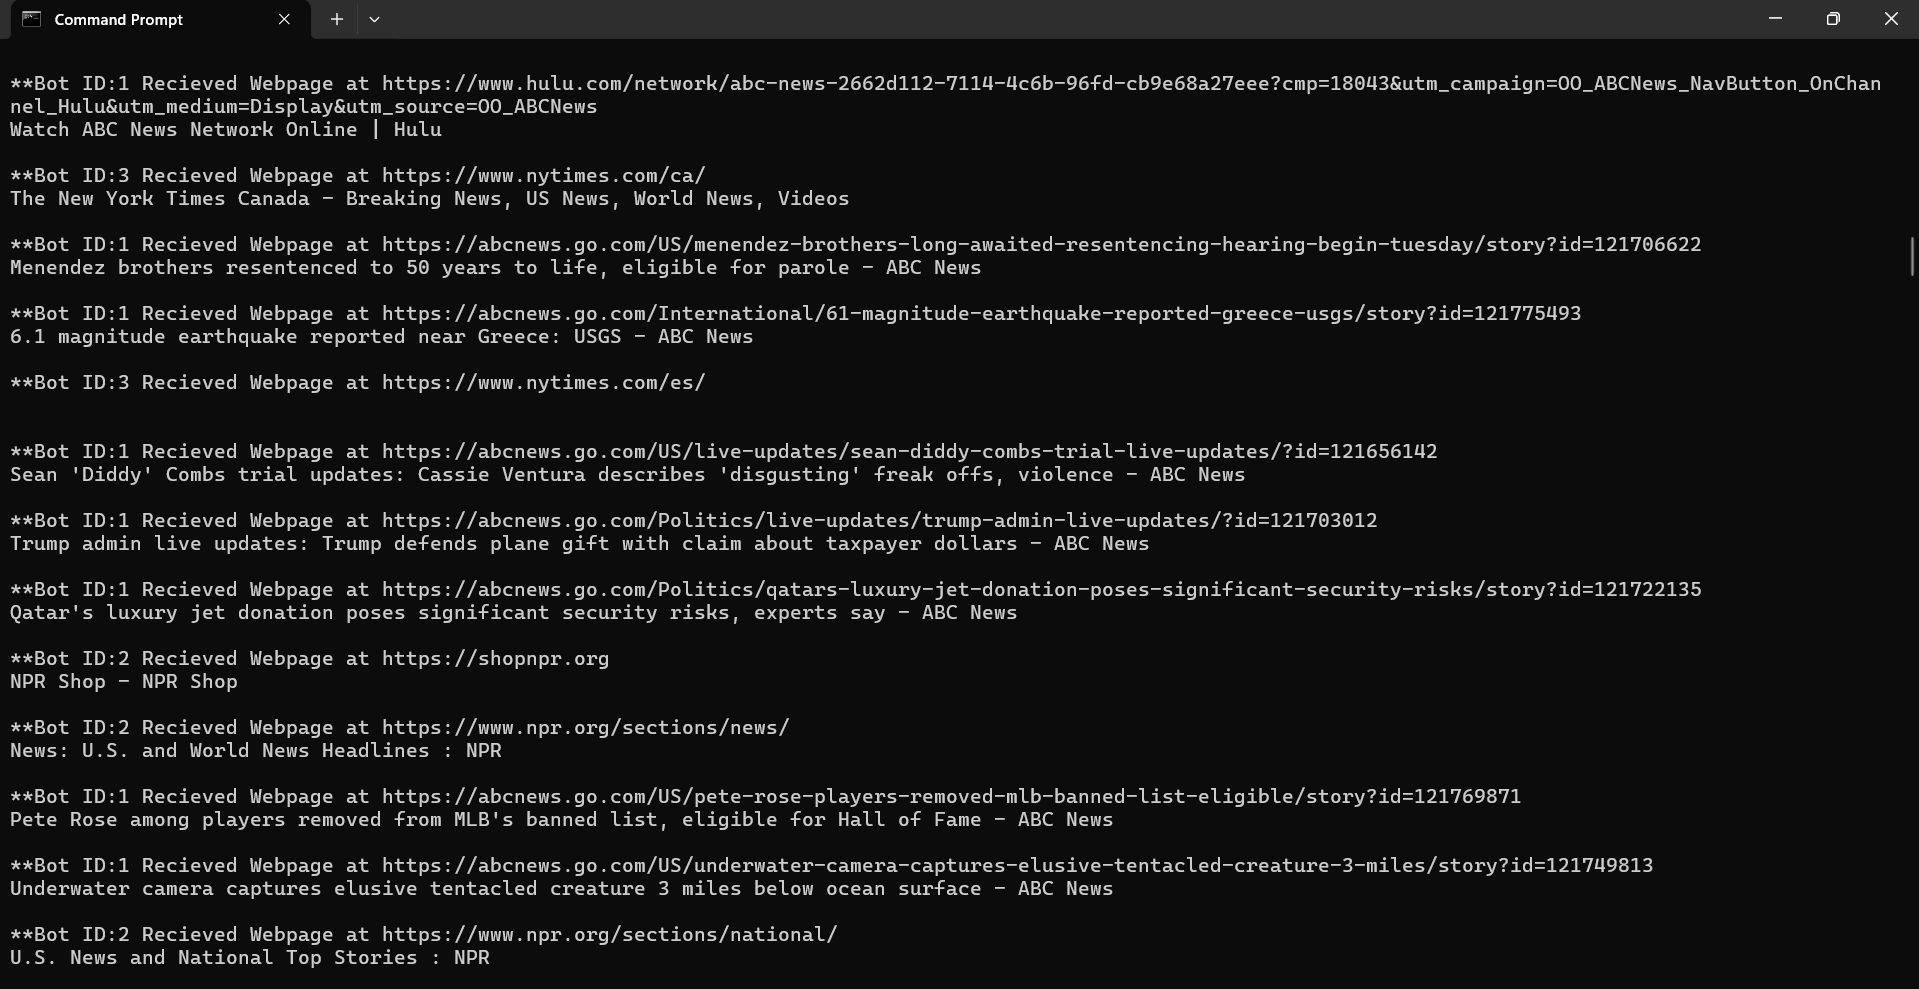 Command Prompt
**Bot ID:1 Recieved Webpage at https://www.hulu.com/network/abc-news-2662d112-7114-4c6b-96fd-cb9e68a27eee?cmp=18043&utm_campaign=OO_ABCNews_NavButton_OnChan
nel_Hulu&utm_medium=Display&utm_source=OO_ABCNews
Watch ABC News Network Online | Hulu
**Bot ID:3 Recieved Webpage at https://www.nytimes.com/ca/
The New York Times Canada - Breaking News, US News, World News, Videos
**Bot ID:1 Recieved Webpage at https://abcnews.go.com/US/menendez-brothers-long-awaited-resentencing-hearing-begin-tuesday/story?id=121706622
Menendez brothers resentenced to 50 years to life, eligible for parole - ABC News
**Bot ID:1 Recieved Webpage at https://abcnews.go.com/International/61-magnitude-earthquake-reported-greece-usgs/story?id=121775493
6.1 magnitude earthquake reported near Greece: USGS - ABC News
**Bot ID:3 Recieved Webpage at https://www.nytimes.com/es/
**Bot ID:1 Recieved Webpage at https://abcnews.go.com/US/live-updates/sean-diddy-combs-trial-live-updates/?id=121656142
Sean 'Diddy' Combs trial updates: Cassie Ventura describes 'disgusting' freak offs, violence - ABC News
**Bot ID:1 Recieved Webpage at https://abcnews.go.com/Politics/live-updates/trump-admin-live-updates/?id=121703012
Trump admin live updates: Trump defends plane gift with claim about taxpayer dollars - ABC News
**Bot ID:1 Recieved Webpage at https://abcnews.go.com/Politics/qatars-luxury-jet-donation-poses-significant-security-risks/story?id=121722135
Qatar's luxury jet donation poses significant security risks, experts say - ABC News
**Bot ID:2 Recieved Webpage at https://shopnpr.org
NPR Shop - NPR Shop
**Bot ID:2 Recieved Webpage at https://www.npr.org/sections/news/
News: U.S. and World News Headlines : NPR
**Bot ID:1 Recieved Webpage at https://abcnews.go.com/US/pete-rose-players-removed-mlb-banned-list-eligible/story?id=121769871
Pete Rose among players removed from MLB's banned list, eligible for Hall of Fame - ABC News
**Bot ID:1 Recieved Webpage at https://abcnews.go.com/US/underwater-camera-captures-elusive-tentacled-creature-3-miles/story?id=121749813
Underwater camera captures elusive tentacled creature 3 miles below ocean surface - ABC News
**Bot ID:2 Recieved Webpage at https://www.npr.org/sections/national/
U.S. News and National Top Stories : NPR